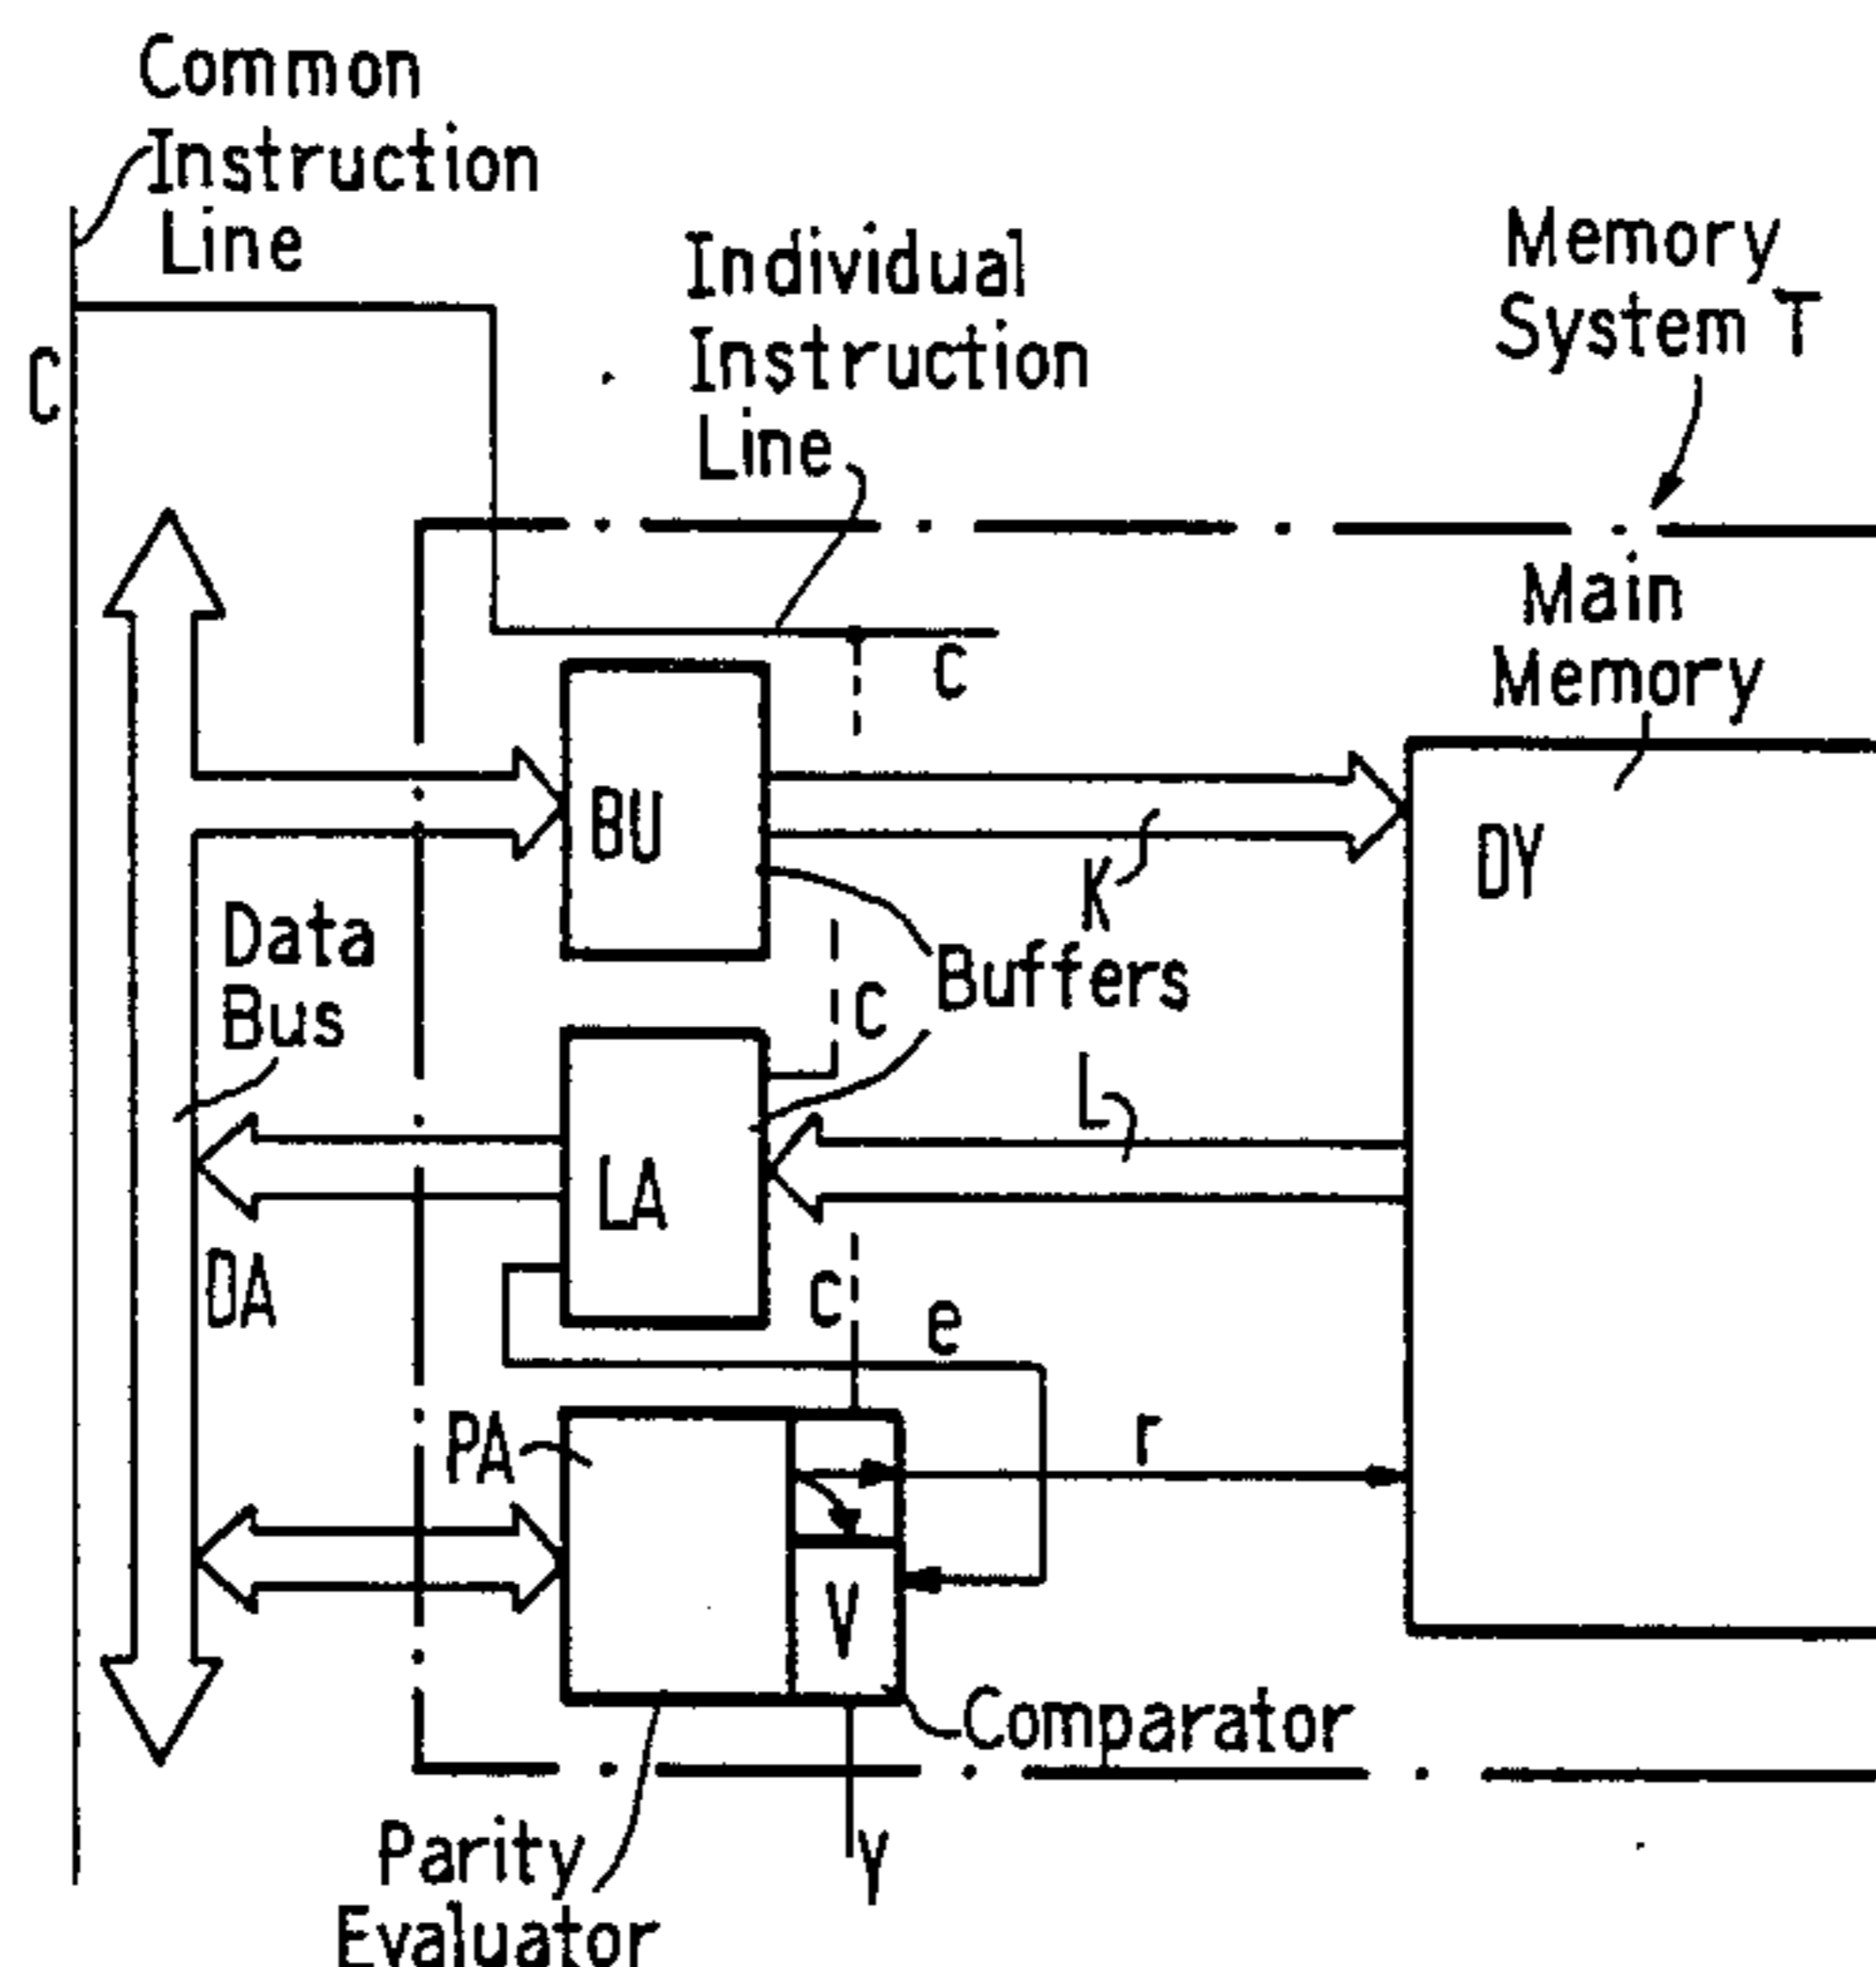 Common
Instruction
Line
C
Individual
Instruction
Line
Memory
System T
Main
Memory
C
BU
K
DY
Data
Bus
Buffers
C
L
LA
DA
C
e
PA
r
V
Comparator
Parity
Evaluator
y